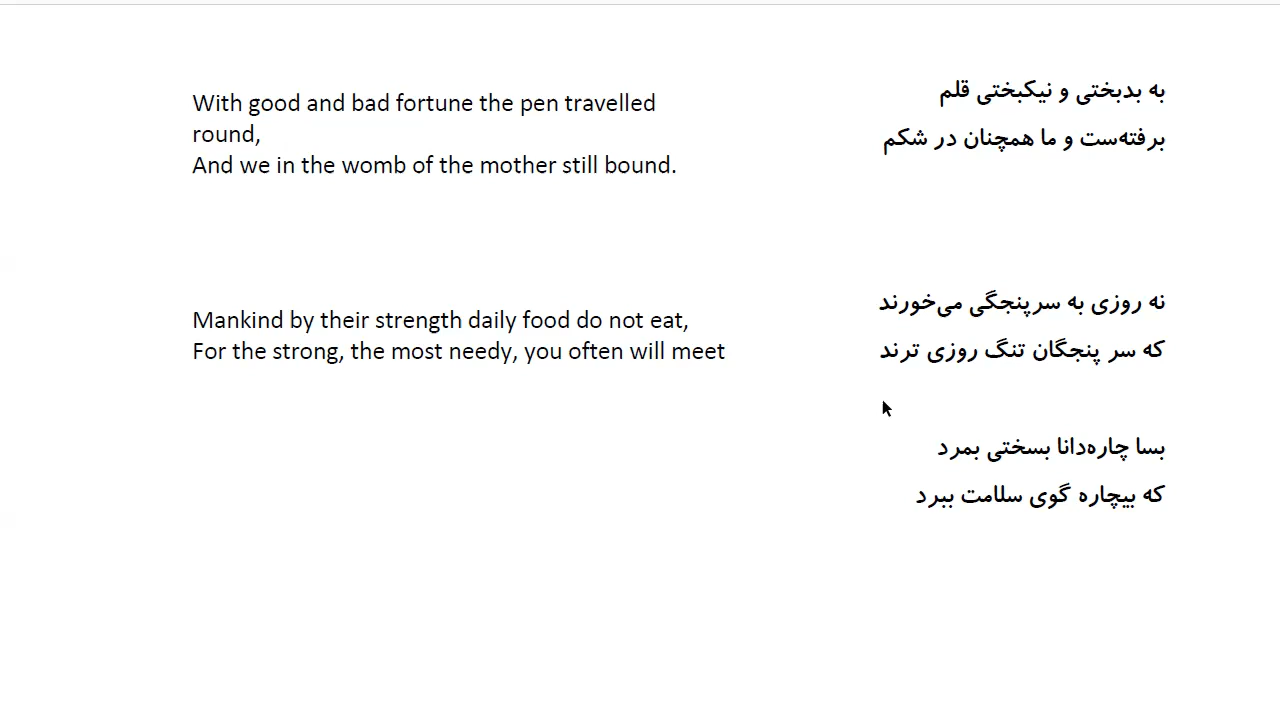 With good and bad fortune the pen travelled
round,
And we in the womb of the mother still bound.
به بدبختی و نیکبختی قلم
برفته‌ست و ما همچنان در شکم
Mankind by their strength daily food do not eat,
For the strong, the most needy, you often will meet
نه روزی به سرپنجگی می‌خورند
که سر پنجگان تنگ روزی ترند
بسا چاره‌دانا بسختی بمرد
که بیچاره گوی سلامت ببرد